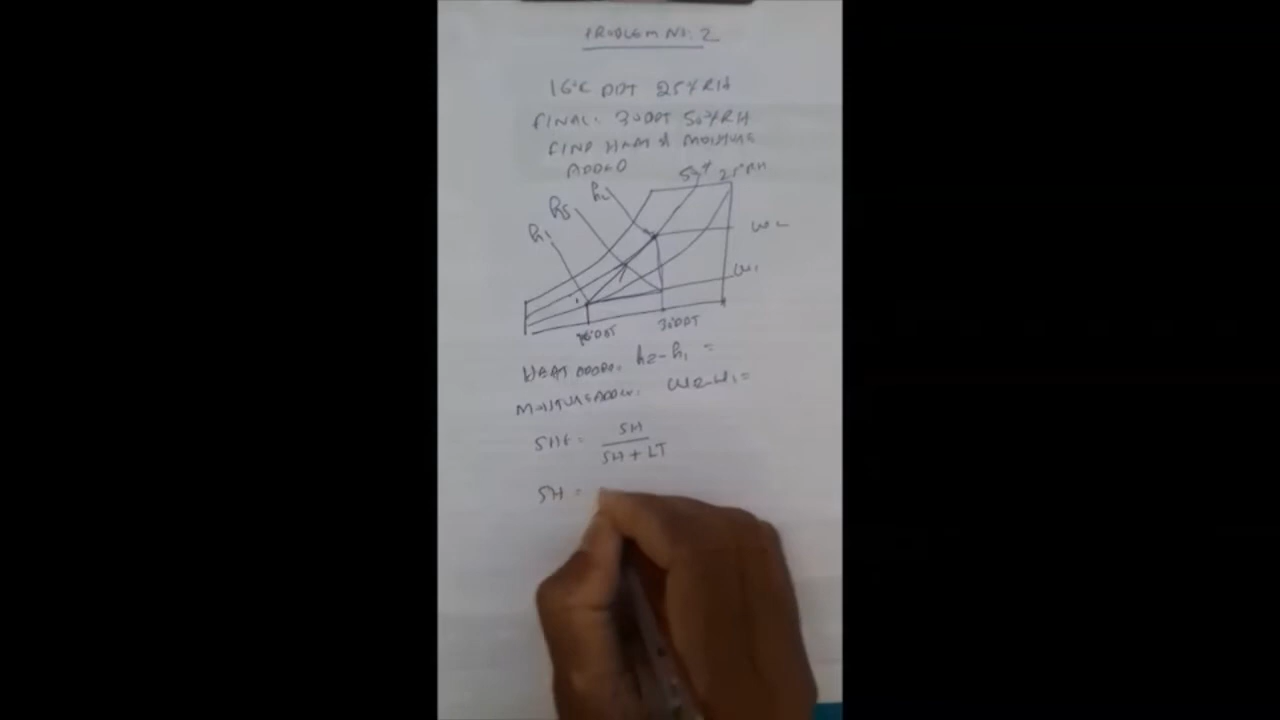 PROBLEM NO. 2
16°C DBT 25% RH
FINAL. 30DBT 50% RH
FIND HEAT & MOISTURE
ADDED
50% 25% RH
h2
hs
h1
w2
w1
16DBT 30DBT
HEAT ADDED. h2-h1 =
MOISTURE ADDED. w2-w1=
SHF = SH
SH + LT
SH =